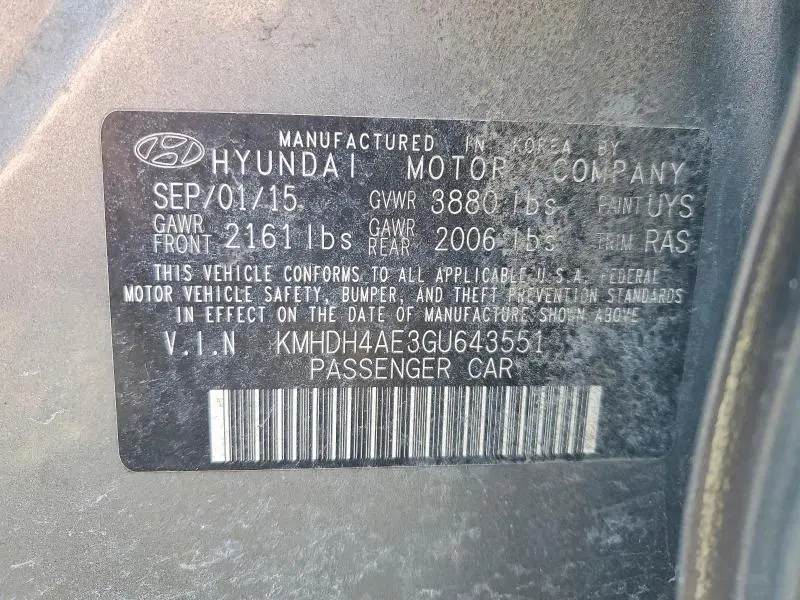 MANUFACTURED IN KOREA BY
HYUNDAI MOTOR COMPANY
SEP/01/15 GVWR 3880 lbs PAINT UYS
GAWR FRONT 2161 lbs GAWR REAR 2006 lbs TRIM RAS
THIS VEHICLE CONFORMS TO ALL APPLICABLE U.S.A. FEDERAL
MOTOR VEHICLE SAFETY, BUMPER, AND THEFT PREVENTION STANDARDS
IN EFFECT ON THE DATE OF MANUFACTURE SHOWN ABOVE
V.I.N KMHDH4AE3GU643551
PASSENGER CAR